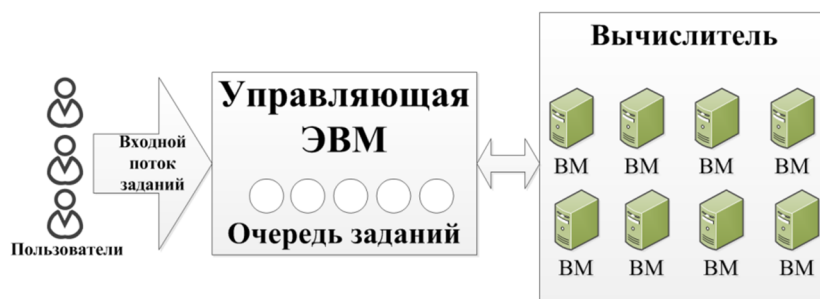 Пользователи
Входной
поток
заданий
Управляющая
ЭВМ
Очередь заданий
Вычислитель
ВМ ВМ ВМ ВМ
ВМ ВМ ВМ ВМ